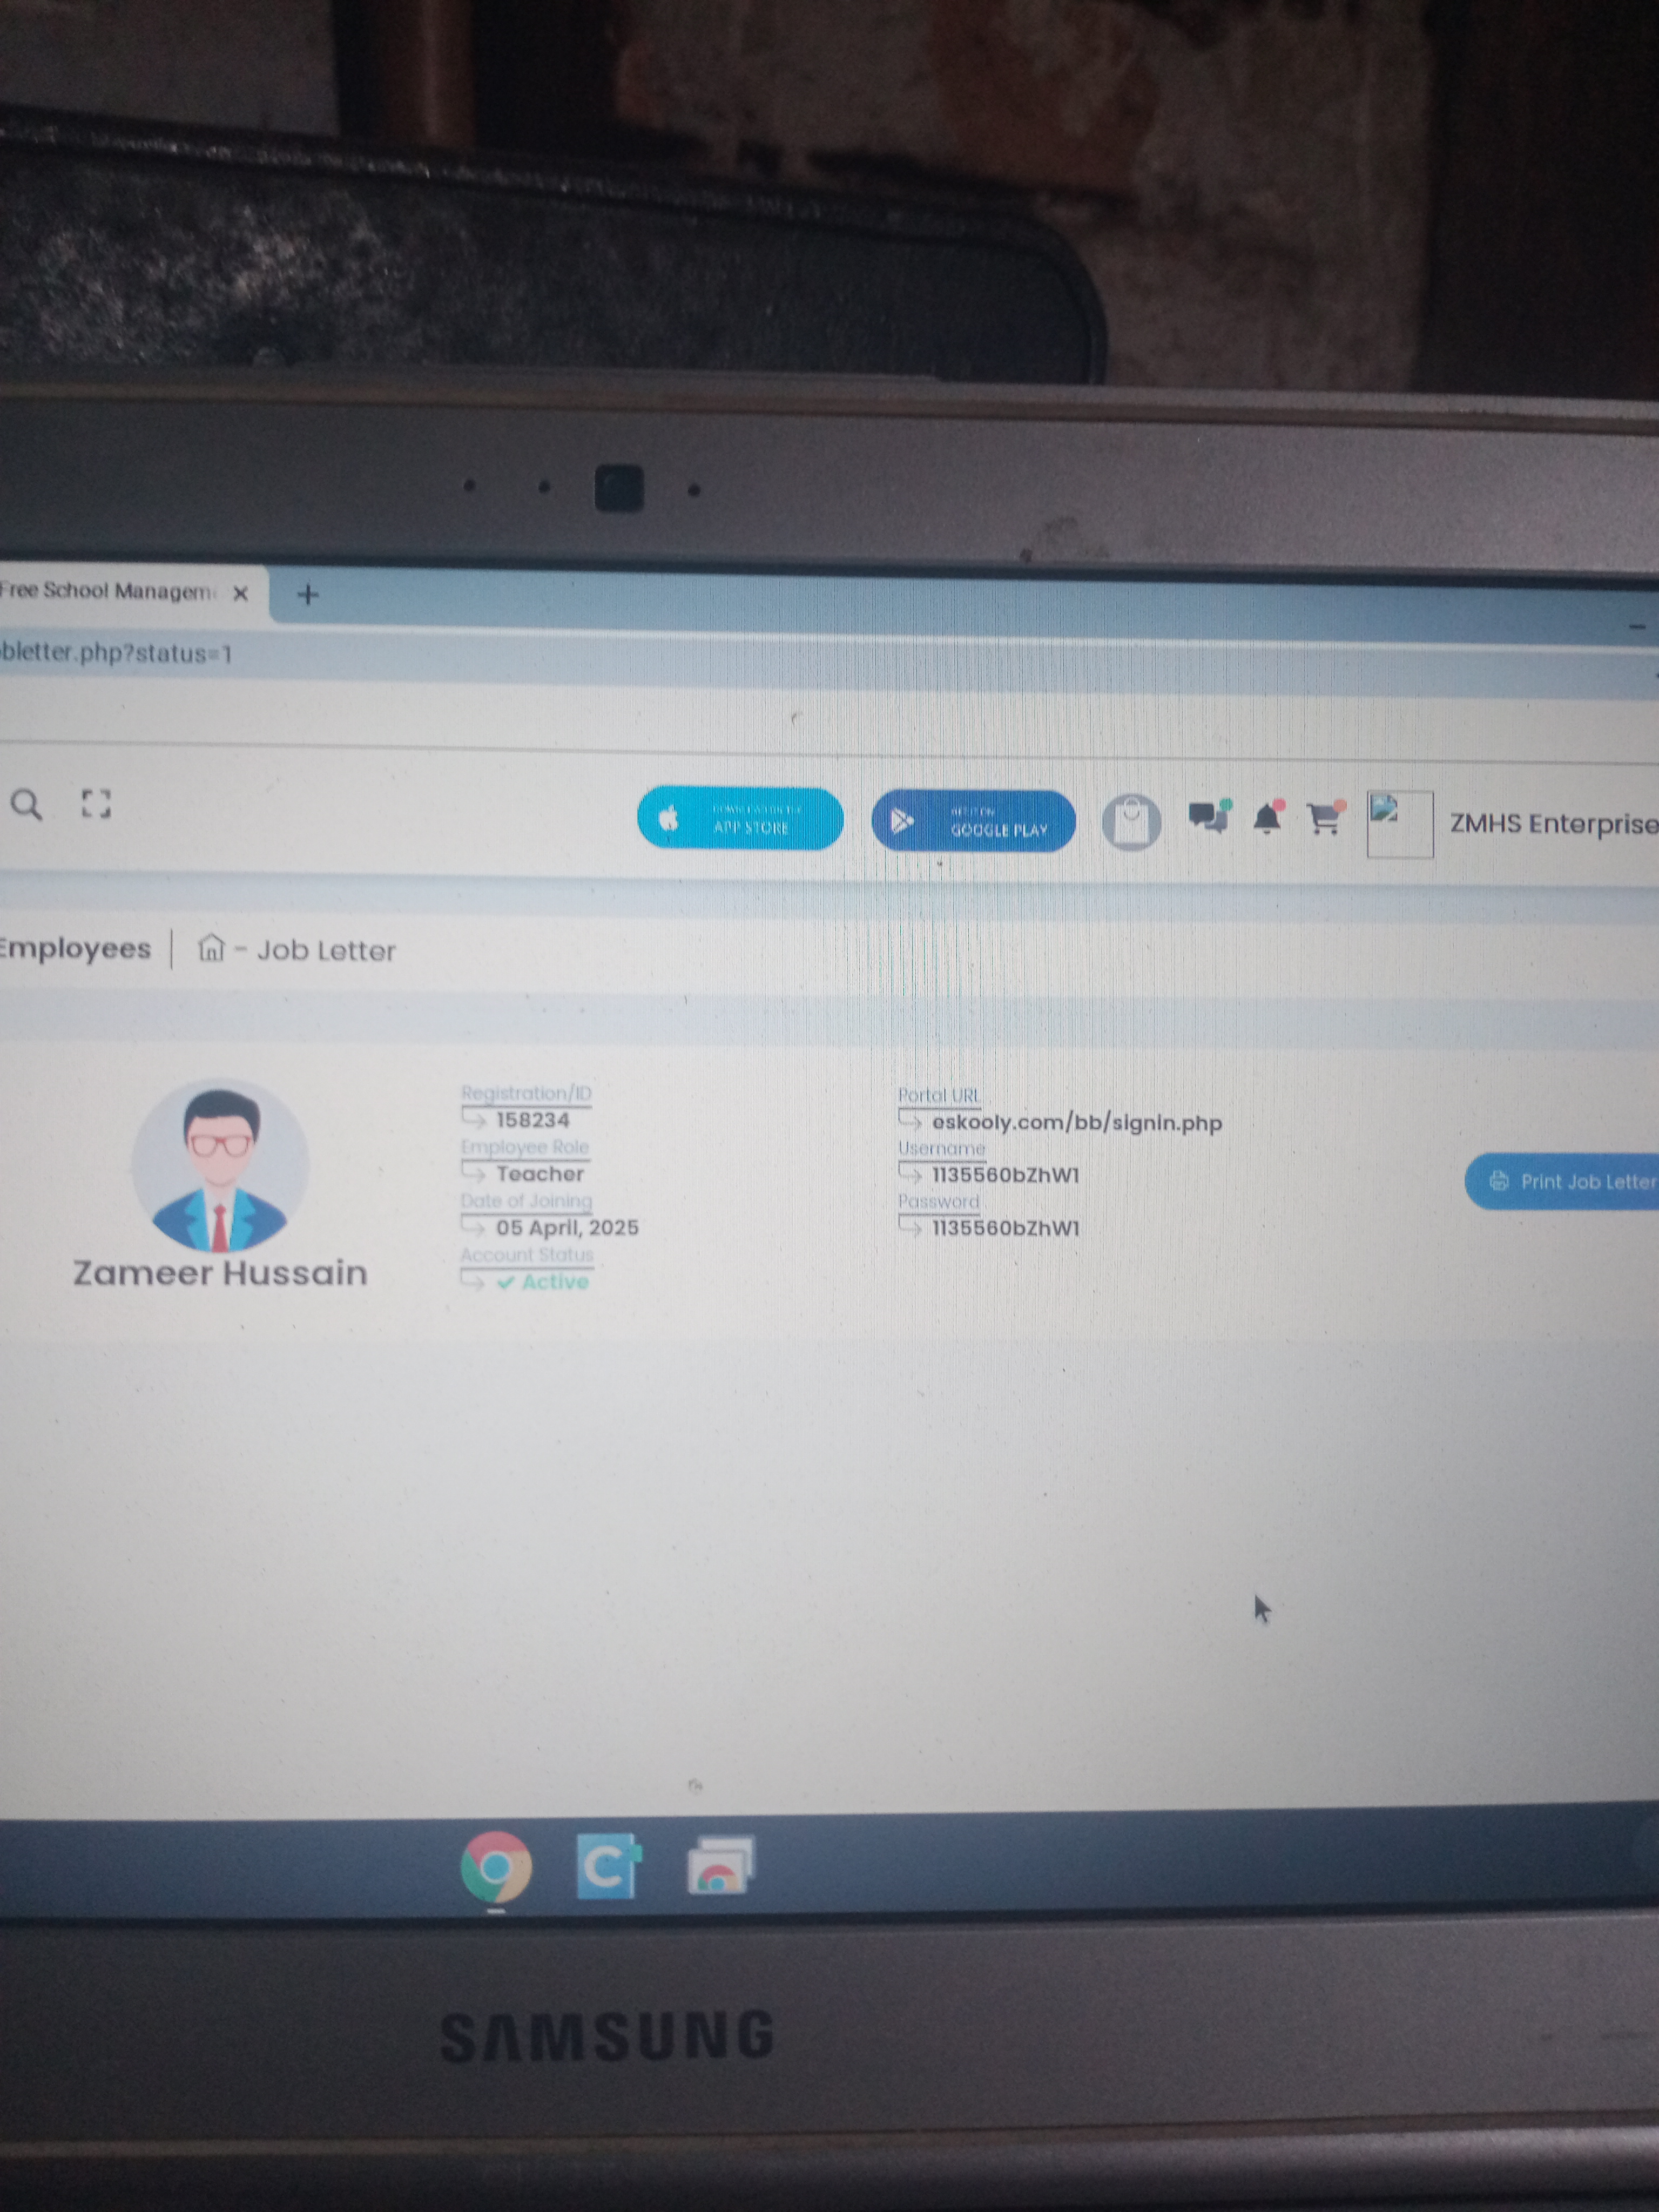 Free School Managem
bletter.php?status=1
APP STORE
GOOGLE PLAY
ZMHS Enterprise
Employees
- Job Letter
Registration/ID
158234
Employee Role
Teacher
Date of Joining
05 April, 2025
Account Status
Active
Zameer Hussain
Portal URL
eskooly.com/bb/signin.php
Username
1135560bZhW1
Password
1135560bZhW1
Print Job Letter
SAMSUNG